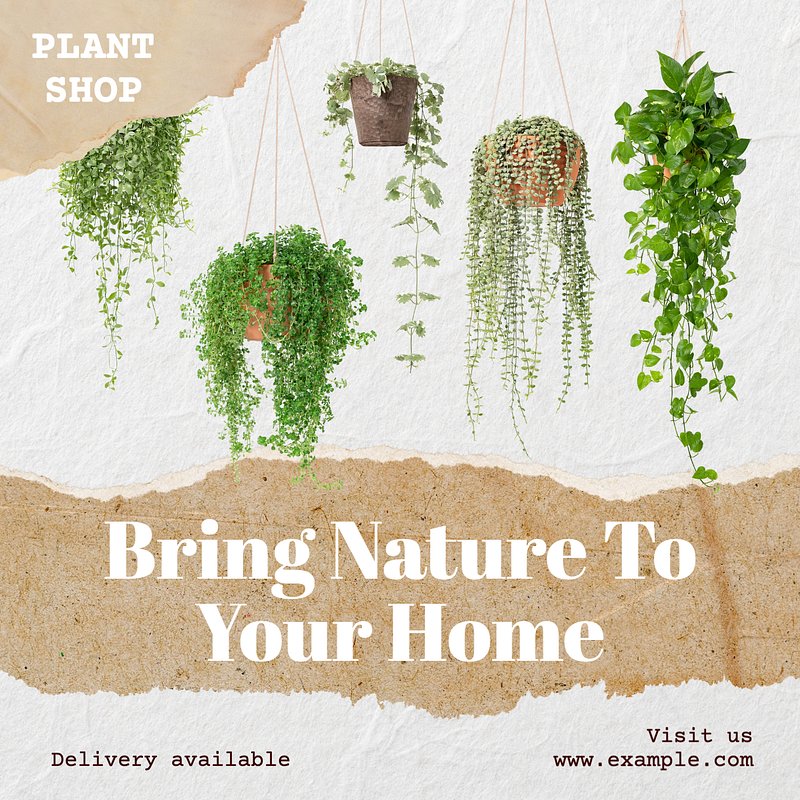 PLANT
SHOP
Bring Nature To
Your Home
Delivery available
Visit us
www.example.com